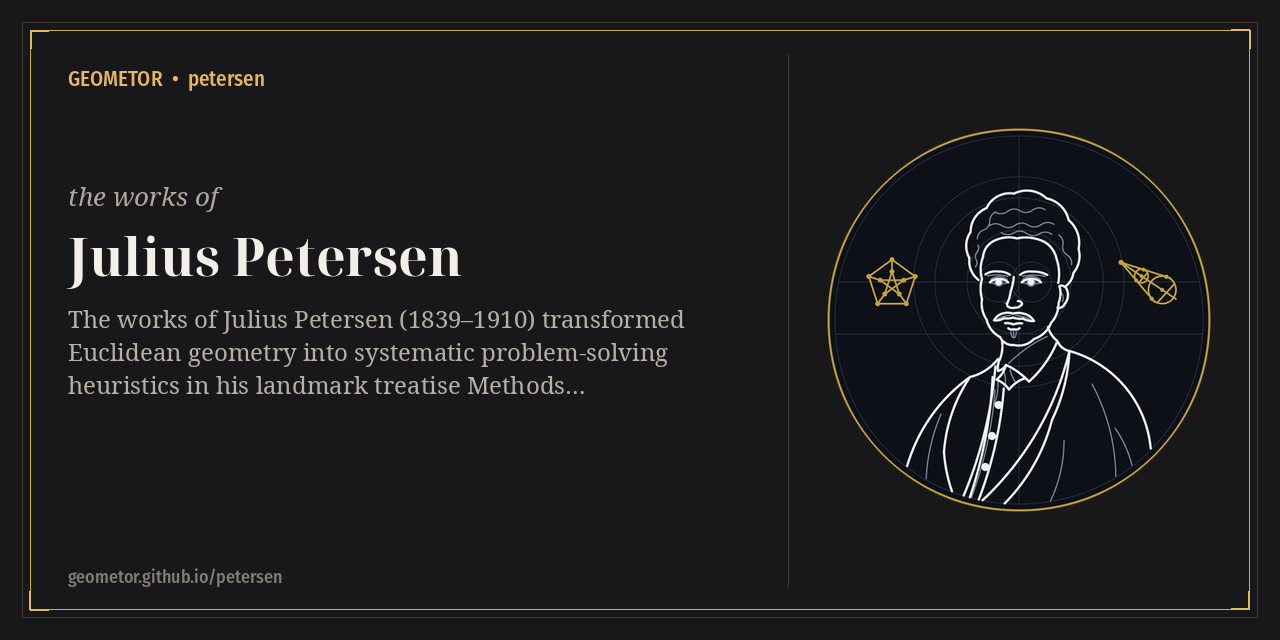 GEOMETOR • petersen
the works of
Julius Petersen
The works of Julius Petersen (1839–1910) transformed
Euclidean geometry into systematic problem-solving
heuristics in his landmark treatise Methods...
geometor.github.io/petersen